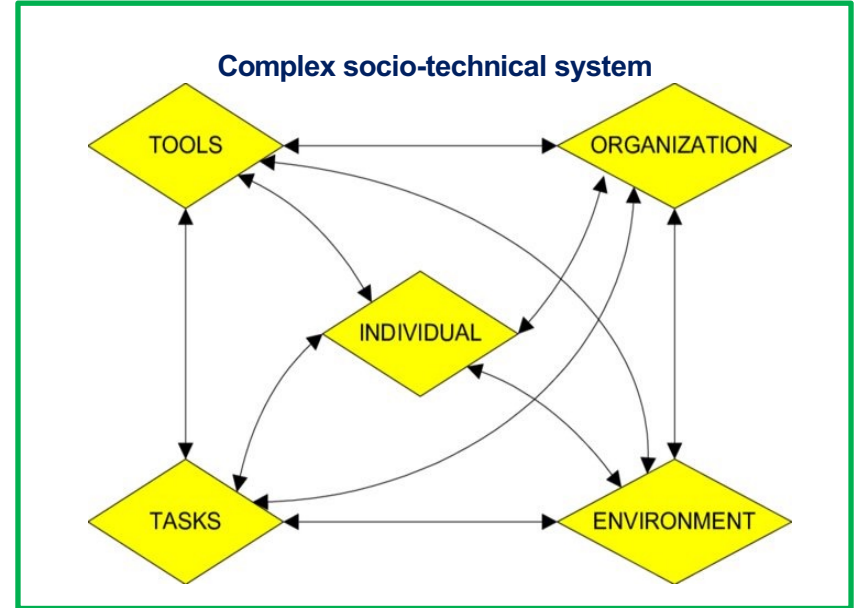 Complex socio-technical system
TOOLS
ORGANIZATION
INDIVIDUAL
TASKS
ENVIRONMENT